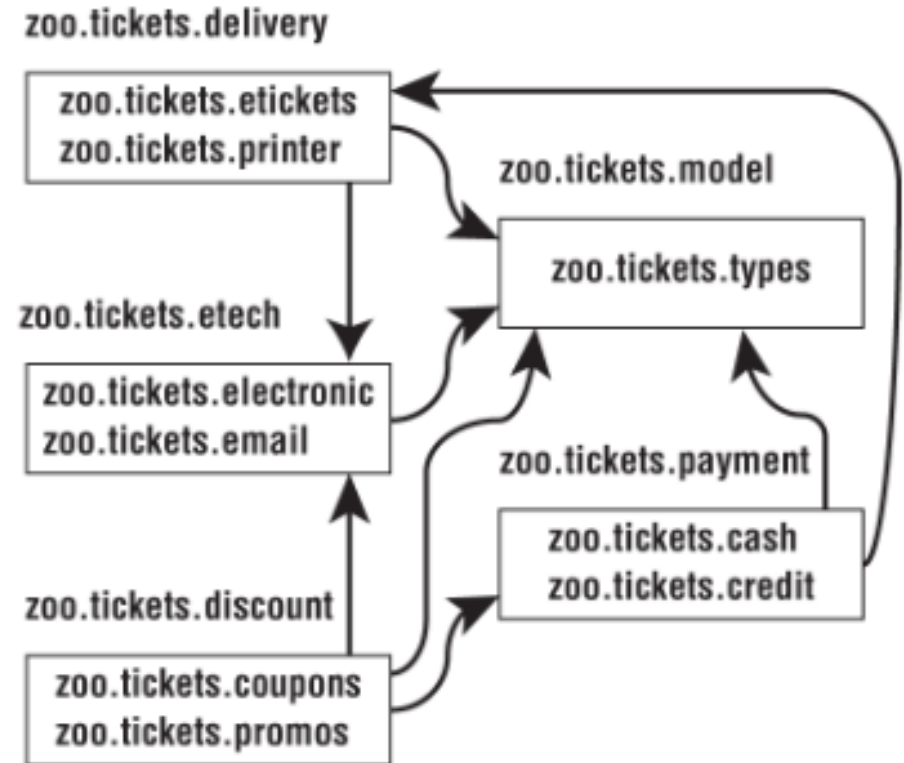 zoo.tickets.delivery
zoo.tickets.etickets
zoo.tickets.printer
zoo.tickets.model
zoo.tickets.types
zoo.tickets.etech
zoo.tickets.electronic
zoo.tickets.email
zoo.tickets.payment
zoo.tickets.cash
zoo.tickets.credit
zoo.tickets.discount
zoo.tickets.coupons
zoo.tickets.promos